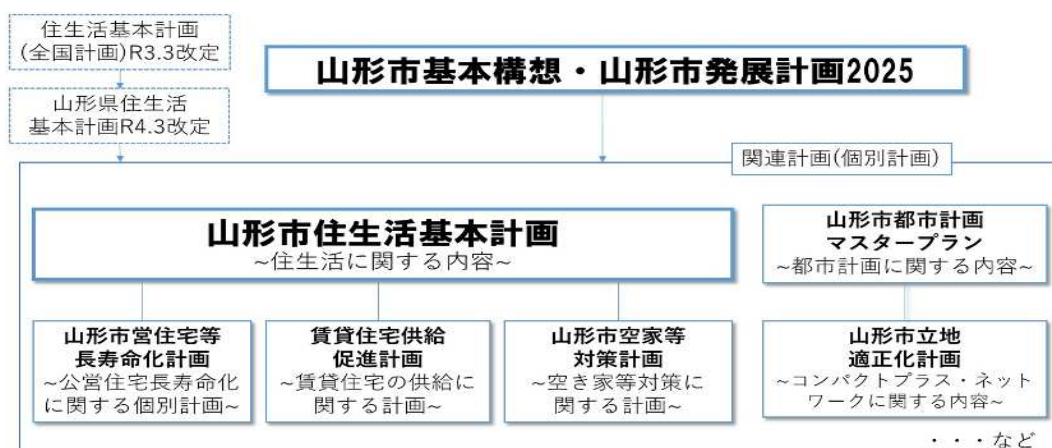 住生活基本計画
(全国計画)R3.3改定
山形市基本構想・山形市発展計画2025
山形県住生活
基本計画R4.3改定
関連計画(個別計画)
山形市住生活基本計画
~住生活に関する内容~
山形市都市計画
マスタープラン
~都市計画に関する内容~
山形市営住宅等
長寿命化計画
~公営住宅長寿命化
に関する個別計画~
賃貸住宅供給
促進計画
~賃貸住宅の供給に
関する計画~
山形市空家等
対策計画
~空き家等対策に
関する計画~
山形市立地
適正化計画
~コンパクトプラス・ネット
ワークに関する内容~
・・・など